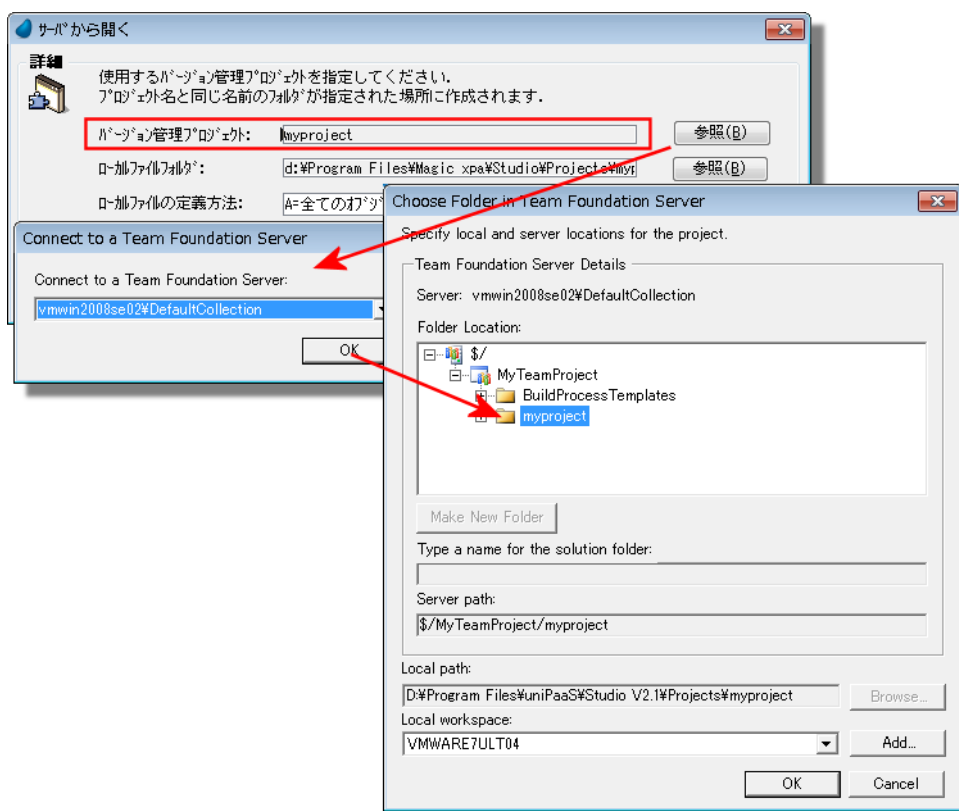 サーバから開く
詳細
使用するバージョン管理プロジェクトを指定してください.
プロジェクト名と同じ名前のフォルダが指定された場所に作成されます.
バージョン管理プロジェクト: myproject 参照(B)
ローカルファイルフォルダ: d:¥Program Files¥Magic xpa¥Studio¥Projects¥myp 参照(B)
ローカルファイルの定義方法: A=全てのオブジ
Connect to a Team Foundation Server
Connect to a Team Foundation Server:
vmwin2008se02¥DefaultCollection
OK
Choose Folder in Team Foundation Server
Specify local and server locations for the project.
Team Foundation Server Details
Server: vmwin2008se02¥DefaultCollection
Folder Location:
$/
MyTeamProject
BuildProcessTemplates
myproject
Make New Folder
Type a name for the solution folder:
Server path:
$/MyTeamProject/myproject
Local path:
D:¥Program Files¥uniPaaS¥Studio V2.1¥Projects¥myproject Browse...
Local workspace:
VMWARE7ULT04 Add...
OK Cancel